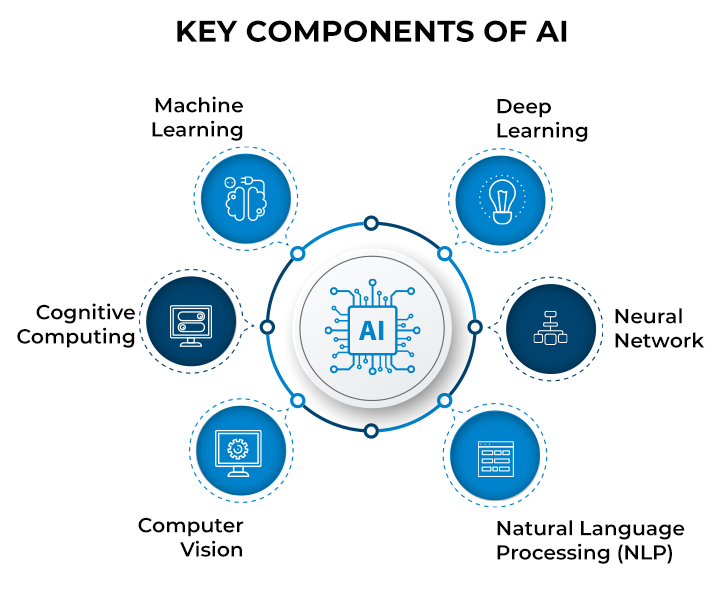 KEY COMPONENTS OF AI
Machine
Learning
Deep
Learning
Cognitive
Computing
AI
Neural
Network
Computer
Vision
Natural Language
Processing (NLP)